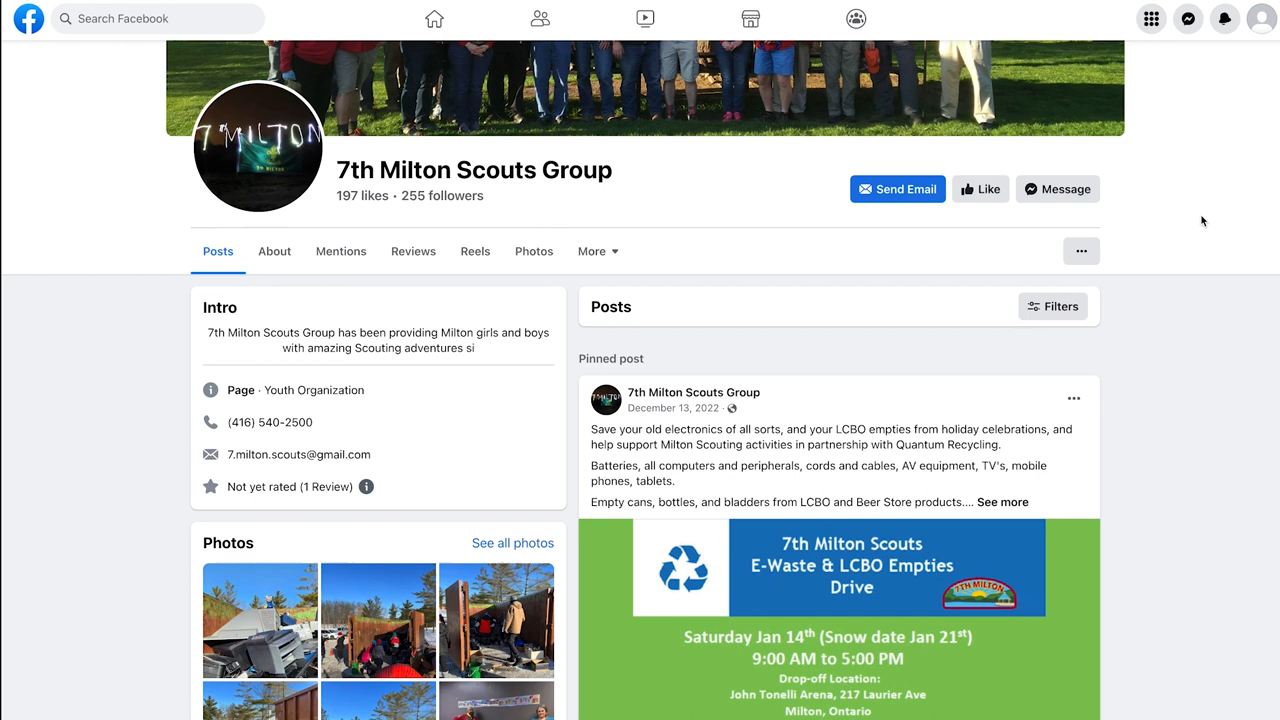 Search Facebook
7th MILTON
7th Milton Scouts Group
197 likes · 255 followers
Send Email
Like
Message
Posts
About
Mentions
Reviews
Reels
Photos
More
Intro
7th Milton Scouts Group has been providing Milton girls and boys
with amazing Scouting adventures si
Page · Youth Organization
(416) 540-2500
7.milton.scouts@gmail.com
Not yet rated (1 Review)
Photos
See all photos
Posts
Filters
Pinned post
7th Milton Scouts Group
December 13, 2022 ·
Save your old electronics of all sorts, and your LCBO empties from holiday celebrations, and
help support Milton Scouting activities in partnership with Quantum Recycling.
Batteries, all computers and peripherals, cords and cables, AV equipment, TV's, mobile
phones, tablets.
Empty cans, bottles, and bladders from LCBO and Beer Store products.... See more
7th Milton Scouts
E-Waste & LCBO Empties
Drive
7TH MILTON
Saturday Jan 14th (Snow date Jan 21st)
9:00 AM to 5:00 PM
Drop-off Location:
John Tonelli Arena, 217 Laurier Ave
Milton, Ontario